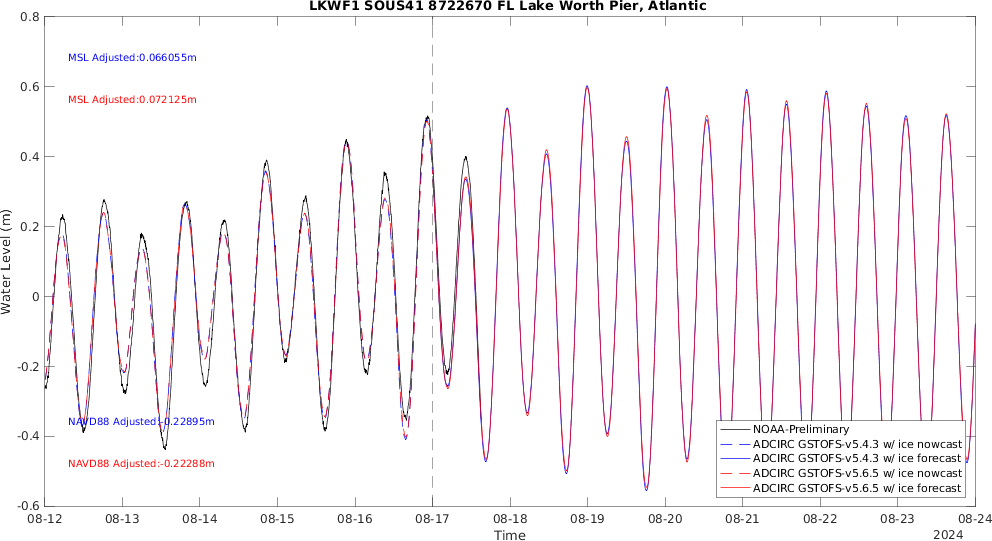 LKWF1 SOUS41 8722670 FL Lake Worth Pier, Atlantic
0.8
0.6
0.4
0.2
0
-0.2
-0.4
-0.6
Water Level (m)
MSL Adjusted:0.066055m
MSL Adjusted:0.072125m
NAVD88 Adjusted:-0.22895m
NAVD88 Adjusted:-0.22288m
NOAA-Preliminary
ADCIRC GSTOFS-v5.4.3 w/ ice nowcast
ADCIRC GSTOFS-v5.4.3 w/ ice forecast
ADCIRC GSTOFS-v5.6.5 w/ ice nowcast
ADCIRC GSTOFS-v5.6.5 w/ ice forecast
08-12 08-13 08-14 08-15 08-16 08-17 08-18 08-19 08-20 08-21 08-22 08-23 08-24
Time
2024